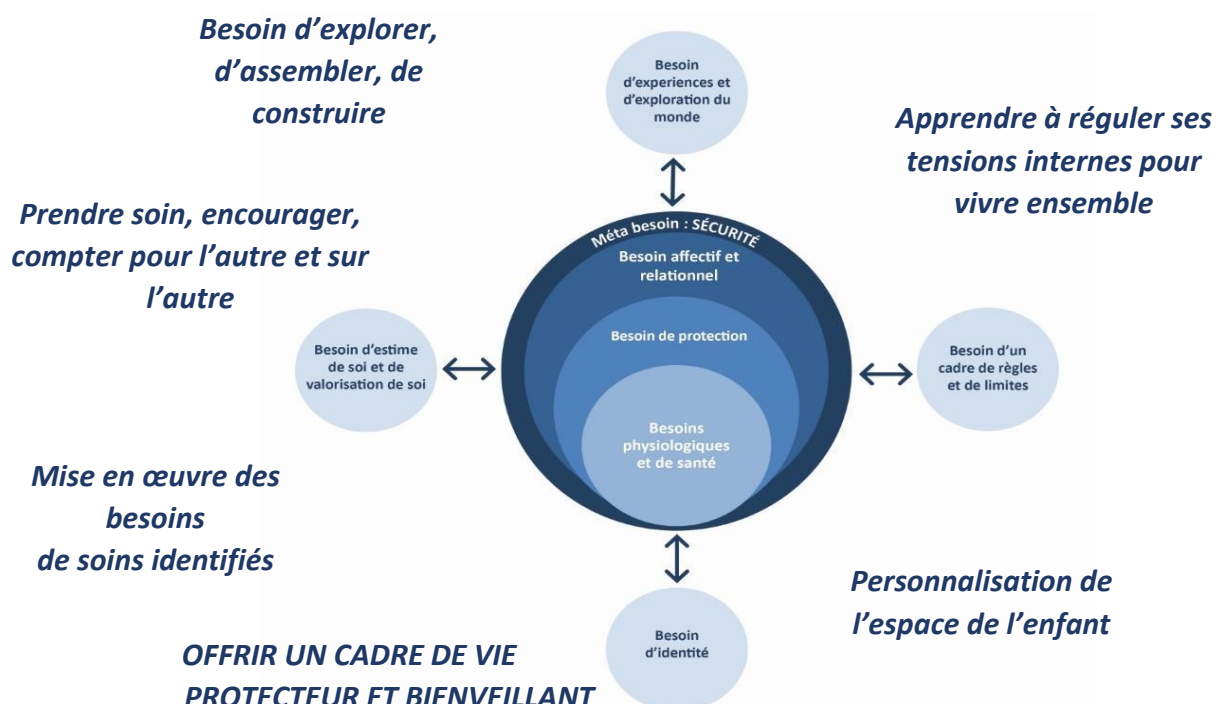 Besoin d’explorer,
d’assembler, de
construire
Besoin
d'experiences et
d'exploration du
monde
Apprendre à réguler ses
tensions internes pour
vivre ensemble
Prendre soin, encourager,
compter pour l’autre et sur
l’autre
Méta besoin : SÉCURITÉ
Besoin affectif et
relationnel
Besoin de protection
Besoins
physiologiques
et de santé
Besoin d'estime
de soi et de
valorisation de soi
Besoin d’un
cadre de règles
et de limites
Mise en œuvre des
besoins
de soins identifiés
Personnalisation de
l’espace de l’enfant
Besoin
d’identité
OFFRIR UN CADRE DE VIE
PROTECTEUR ET BIENVEILLANT